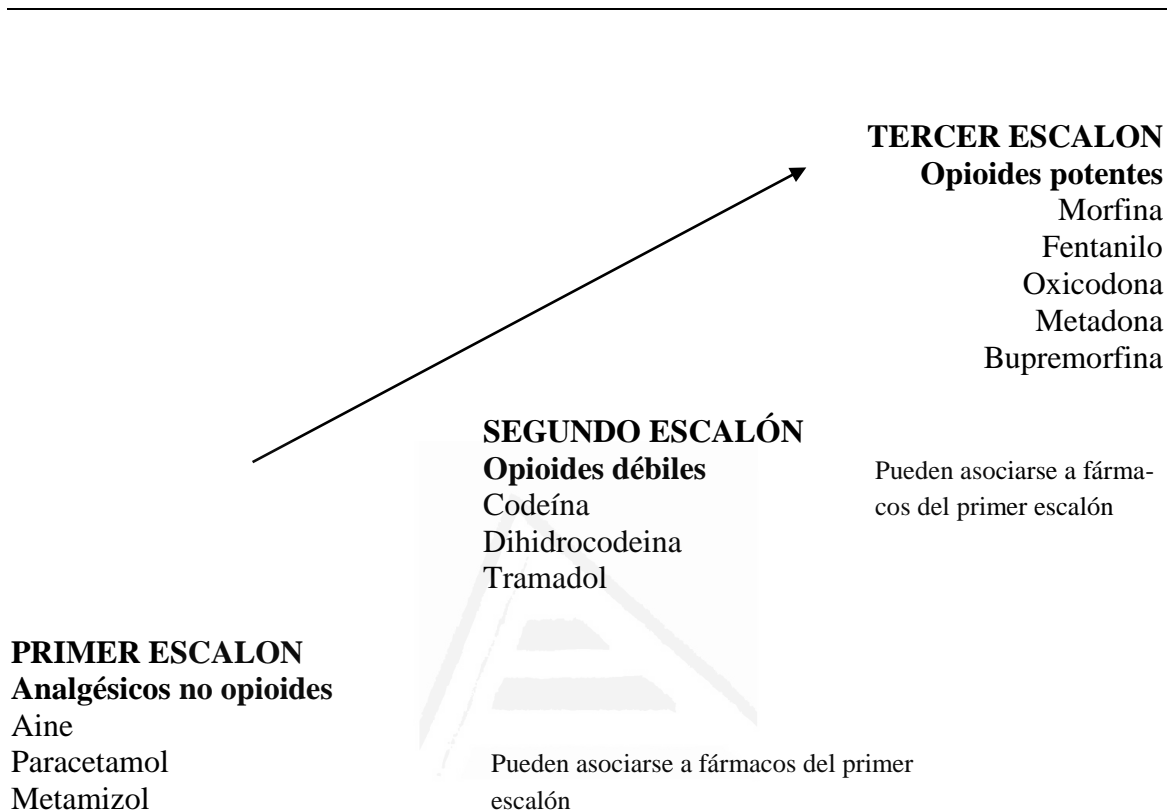 TERCER ESCALON
Opioides potentes
Morfina
Fentanilo
Oxicodona
Metadona
Bupremorfina
SEGUNDO ESCALÓN
Opioides débiles
Codeína
Dihidrocodeina
Tramadol
Pueden asociarse a fárma-
cos del primer escalón
PRIMER ESCALON
Analgésicos no opioides
Aine
Paracetamol
Metamizol
Pueden asociarse a fármacos del primer
escalón